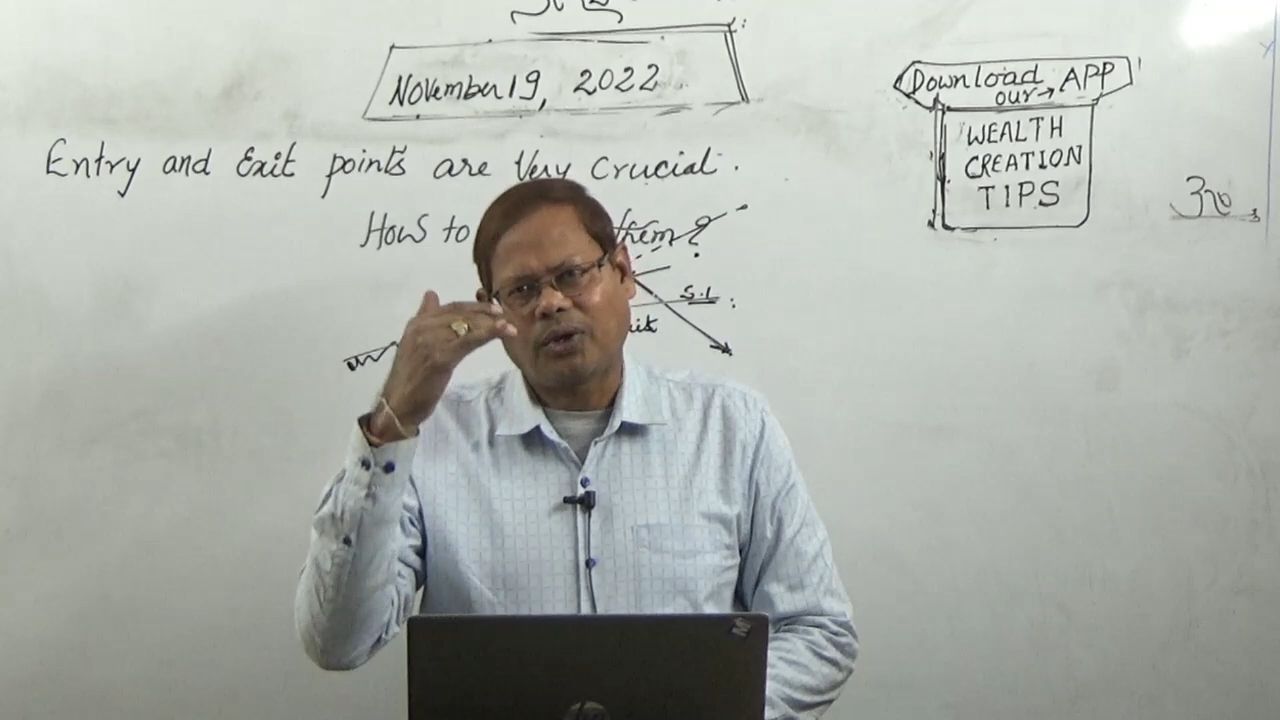 November 19, 2022
Entry and Exit points are Very Crucial.
How to them?
S.L
Download
our → APP
WEALTH
CREATION
TIPS